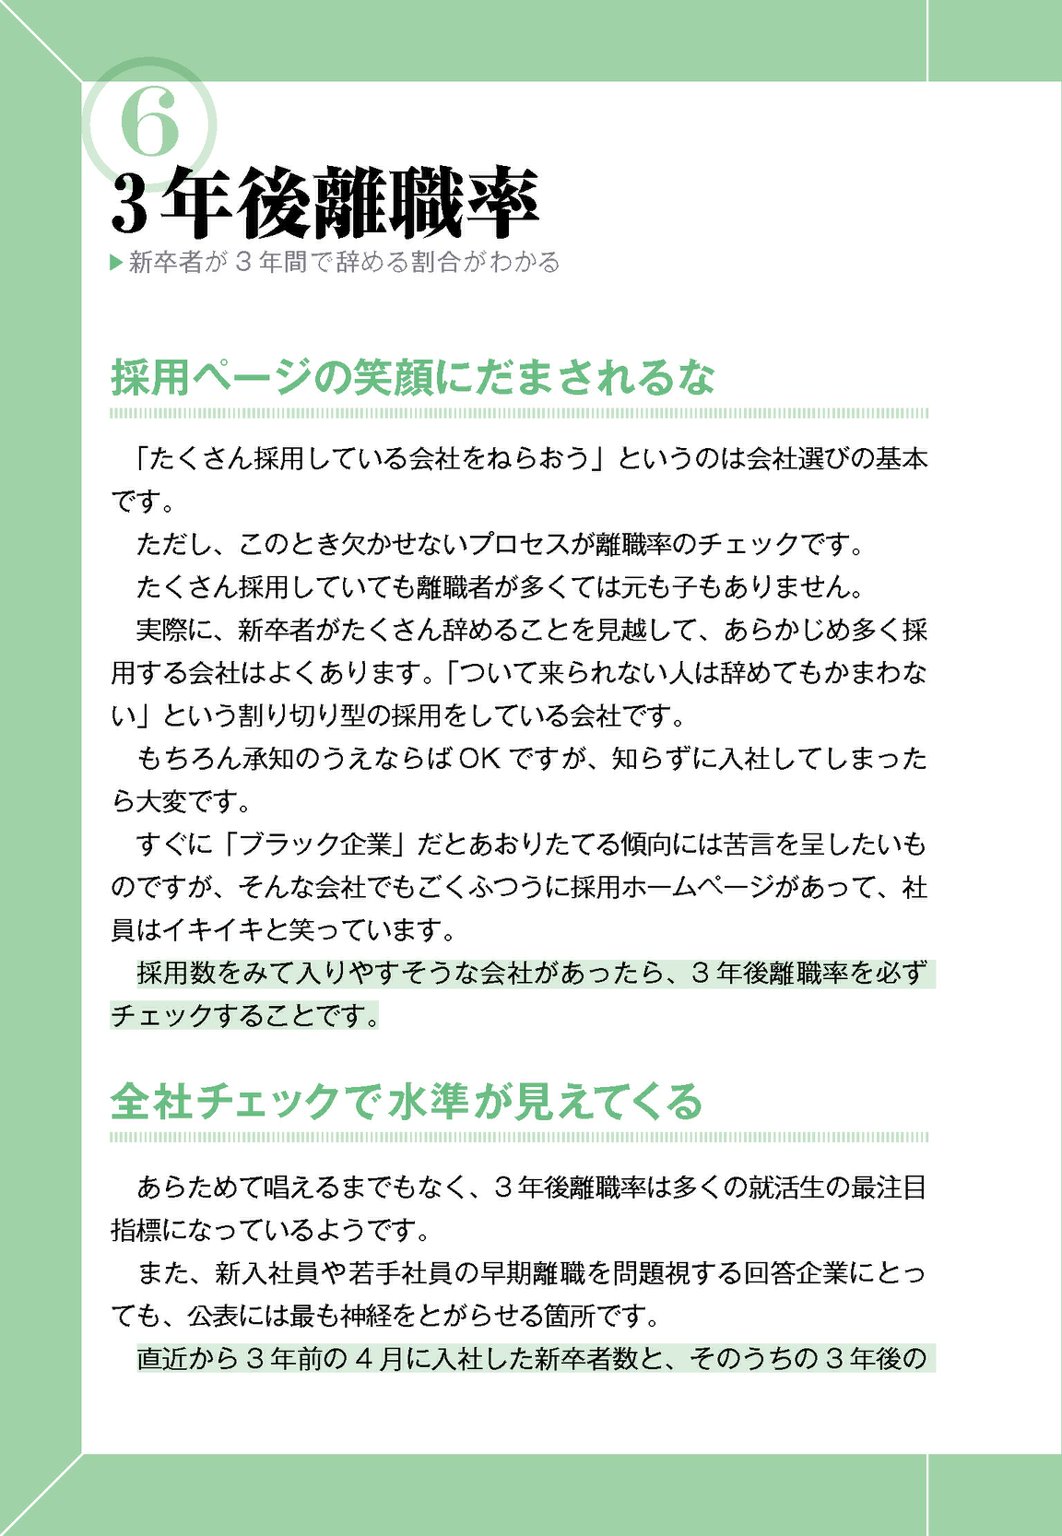 6
3年後離職率
▶新卒者が3年間で辞める割合がわかる
採用ページの笑顔にだまされるな
「たくさん採用している会社をねらおう」というのは会社選びの基本
です。
ただし、このとき欠かせないプロセスが離職率のチェックです。
たくさん採用していても離職者が多くては元も子もありません。
実際に、新卒者がたくさん辞めることを見越して、あらかじめ多く採
用する会社はよくあります。「ついて来られない人は辞めてもかまわな
い」という割り切り型の採用をしている会社です。
もちろん承知のうえならばOKですが、知らずに入社してしまった
ら大変です。
すぐに「ブラック企業」だとあおりたてる傾向には苦言を呈したいも
のですが、そんな会社でもごくふつうに採用ホームページがあって、社
員はイキイキと笑っています。
採用数をみて入りやすそうな会社があったら、3年後離職率を必ず
チェックすることです。
全社チェックで水準が見えてくる
あらためて唱えるまでもなく、3年後離職率は多くの就活生の最注目
指標になっているようです。
また、新入社員や若手社員の早期離職を問題視する回答企業にとっ
ても、公表には最も神経をとがらせる箇所です。
直近から3年前の4月に入社した新卒者数と、そのうちの3年後の